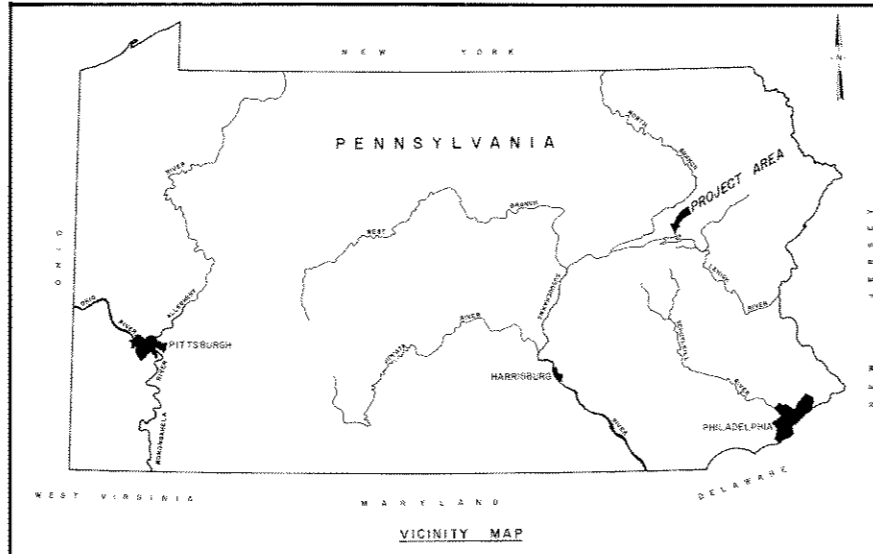 NEW YORK
N
PENNSYLVANIA
NORTH
BRANCH
RIVER
PROJECT AREA
WEST
BRANCH
OHIO
NEW JERSEY
LEHIGH
RIVER
SUSQUEHANNA
ALLEGHENY
OHIO
RIVER
PITTSBURGH
RIVER
MONONGAHELA
JUNIATA
RIVER
HARRISBURG
RIVER
SCHUYLKILL
RIVER
PHILADELPHIA
WEST VIRGINIA
MARYLAND
DELAWARE
VICINITY MAP